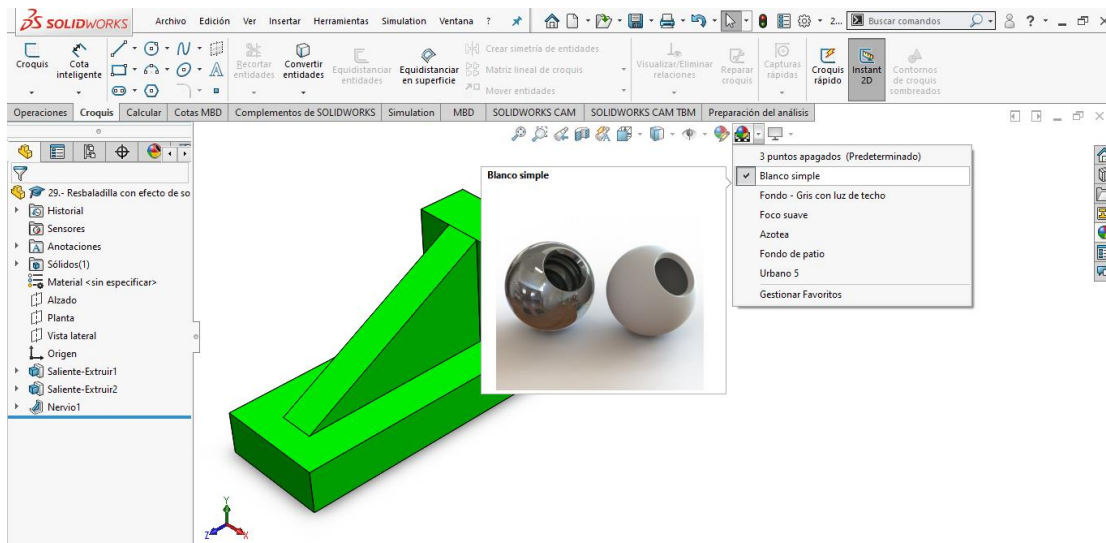 SOLIDWORKS Archivo Edición Ver Insertar Herramientas Simulation Ventana ? 2... Buscar comandos ?
Croquis
Cota inteligente
Recortar entidades
Convertir entidades
Equidistanciar entidades
Equidistanciar en superficie
Crear simetría de entidades
Matriz lineal de croquis
Mover entidades
Visualizar/Eliminar relaciones
Reparar croquis
Capturas rápidas
Croquis rápido
Instant 2D
Contornos de croquis sombreados
Operaciones Croquis Calcular Cotas MBD Complementos de SOLIDWORKS Simulation MBD SOLIDWORKS CAM SOLIDWORKS CAM TBM Preparación del análisis
29.- Resbaladilla con efecto de so
Historial
Sensores
Anotaciones
Sólidos(1)
Material <sin especificar>
Alzado
Planta
Vista lateral
Origen
Saliente-Extruir1
Saliente-Extruir2
Nervio1
Blanco simple
3 puntos apagados (Predeterminado)
Blanco simple
Fondo - Gris con luz de techo
Foco suave
Azotea
Fondo de patio
Urbano 5
Gestionar Favoritos
Y
Z
X